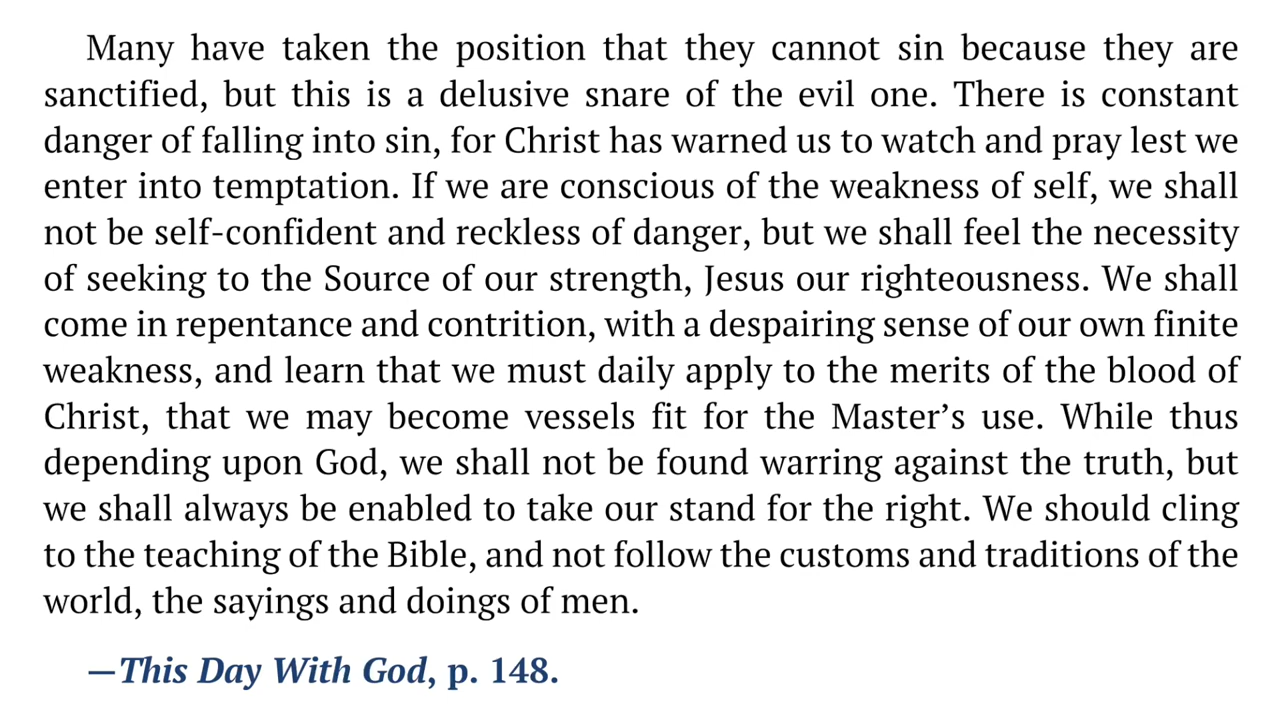 Many have taken the position that they cannot sin because they are
sanctified, but this is a delusive snare of the evil one. There is constant
danger of falling into sin, for Christ has warned us to watch and pray lest we
enter into temptation. If we are conscious of the weakness of self, we shall
not be self-confident and reckless of danger, but we shall feel the necessity
of seeking to the Source of our strength, Jesus our righteousness. We shall
come in repentance and contrition, with a despairing sense of our own finite
weakness, and learn that we must daily apply to the merits of the blood of
Christ, that we may become vessels fit for the Master’s use. While thus
depending upon God, we shall not be found warring against the truth, but
we shall always be enabled to take our stand for the right. We should cling
to the teaching of the Bible, and not follow the customs and traditions of the
world, the sayings and doings of men.
—This Day With God, p. 148.